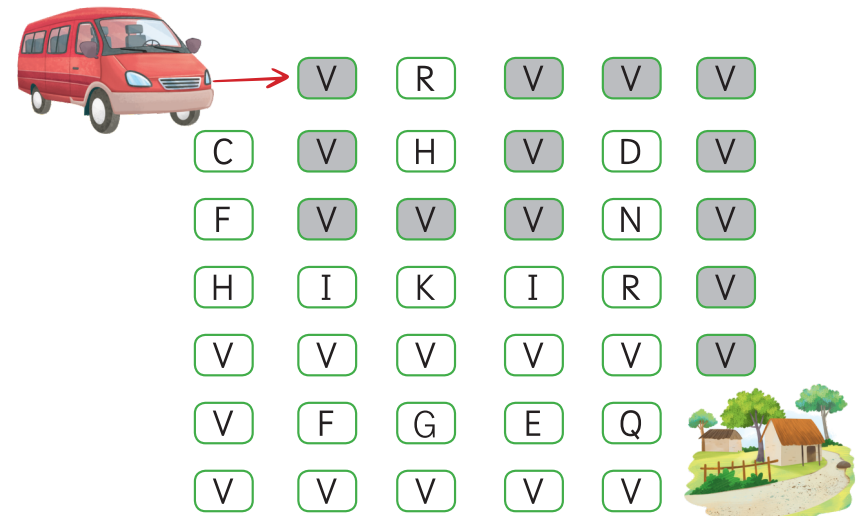 V R V V V
C V H V D V
F V V V N V
H I K I R V
V V V V V V
V F G E Q
V V V V V